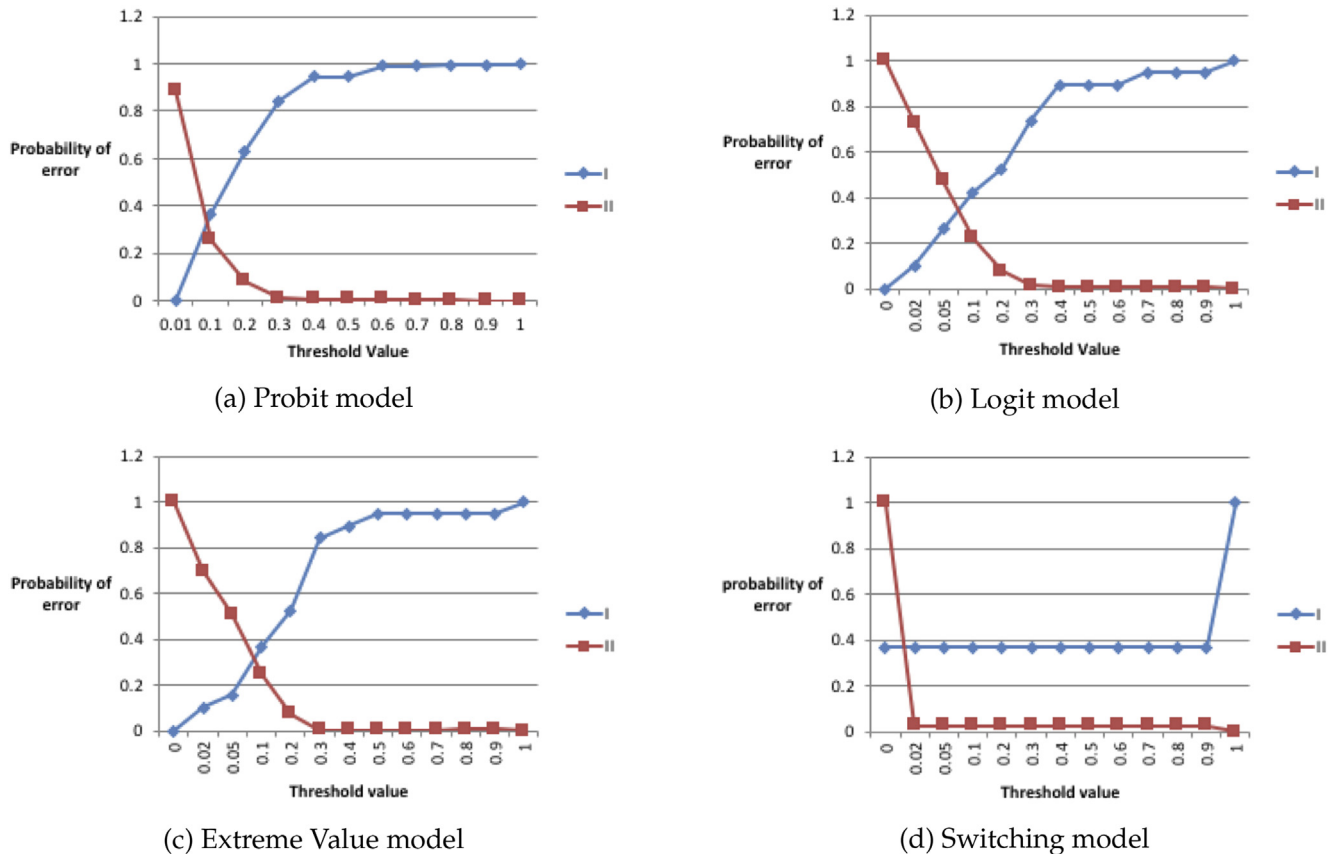 1.2
1
0.8
0.6
0.4
0.2
0
Probability of
error
0.01 0.1 0.2 0.3 0.4 0.5 0.6 0.7 0.8 0.9 1
Threshold Value
I
II
(a) Probit model
1.2
1
0.8
0.6
0.4
0.2
0
Probability of
error
0 0.02 0.05 0.1 0.2 0.3 0.4 0.5 0.6 0.7 0.8 0.9 1
Threshold Value
I
II
(b) Logit model
1.2
1
0.8
0.6
0.4
0.2
0
Probability of
error
0 0.02 0.05 0.1 0.2 0.3 0.4 0.5 0.6 0.7 0.8 0.9 1
Threshold value
I
II
(c) Extreme Value model
1.2
1
0.8
0.6
0.4
0.2
0
probability of
error
0 0.02 0.05 0.1 0.2 0.3 0.4 0.5 0.6 0.7 0.8 0.9 1
Threshold value
I
II
(d) Switching model